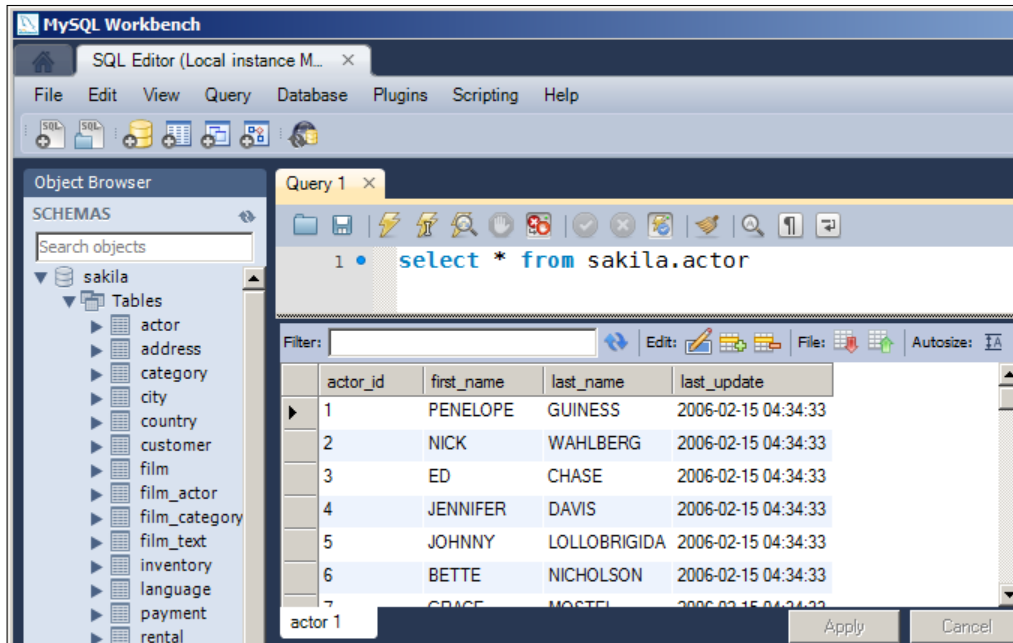 MySQL Workbench
SQL Editor (Local instance M...
File Edit View Query Database Plugins Scripting Help
SQL SQL
Object Browser
SCHEMAS
Search objects
sakila
Tables
actor
address
category
city
country
customer
film
film_actor
film_category
film_text
inventory
language
payment
rental
Query 1
1 select * from sakila.actor
Filter: Edit: File: Autosize:
actor_id first_name last_name last_update
1 PENELOPE GUINESS 2006-02-15 04:34:33
2 NICK WAHLBERG 2006-02-15 04:34:33
3 ED CHASE 2006-02-15 04:34:33
4 JENNIFER DAVIS 2006-02-15 04:34:33
5 JOHNNY LOLLOBRIGIDA 2006-02-15 04:34:33
6 BETTE NICHOLSON 2006-02-15 04:34:33
actor 1
Apply Cancel